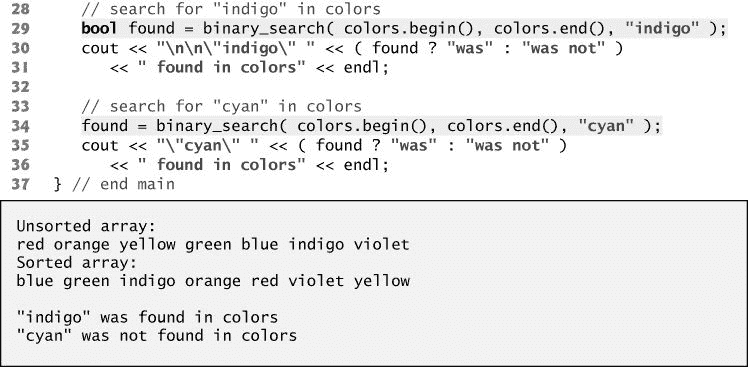 28 // search for "indigo" in colors
29 bool found = binary_search( colors.begin(), colors.end(), "indigo" );
30 cout << "\n\n\"indigo\" " << ( found ? "was" : "was not" )
31 << " found in colors" << endl;
32
33 // search for "cyan" in colors
34 found = binary_search( colors.begin(), colors.end(), "cyan" );
35 cout << "\"cyan\" " << ( found ? "was" : "was not" )
36 << " found in colors" << endl;
37 } // end main
Unsorted array:
red orange yellow green blue indigo violet
Sorted array:
blue green indigo orange red violet yellow

"indigo" was found in colors
"cyan" was not found in colors